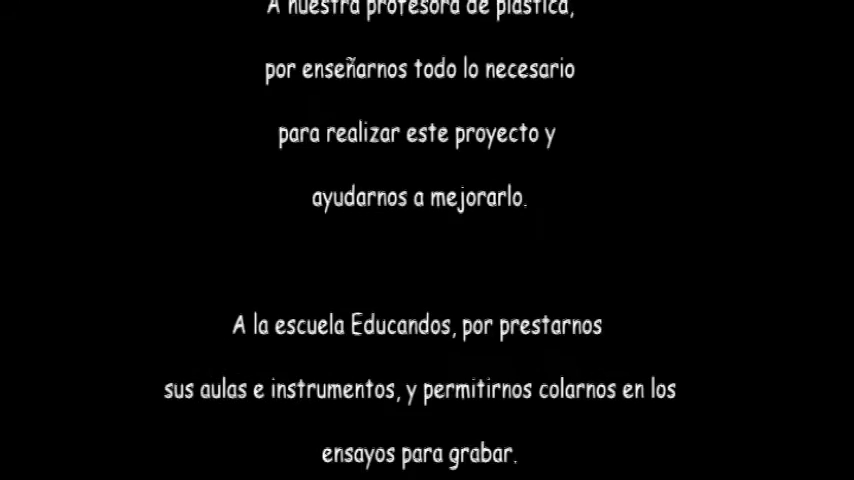 A nuestra profesora de plástica,
por enseñarnos todo lo necesario
para realizar este proyecto y
ayudarnos a mejorarlo.
A la escuela Educandos, por prestarnos
sus aulas e instrumentos, y permitirnos colarnos en los
ensayos para grabar.